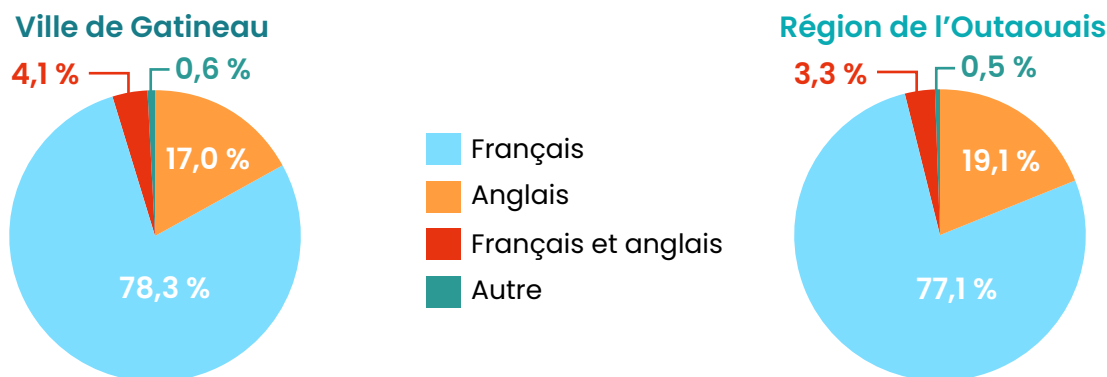 Ville de Gatineau
4,1 %
0,6 %
17,0 %
78,3 %
Français
Anglais
Français et anglais
Autre
Région de l’Outaouais
3,3 %
0,5 %
19,1 %
77,1 %